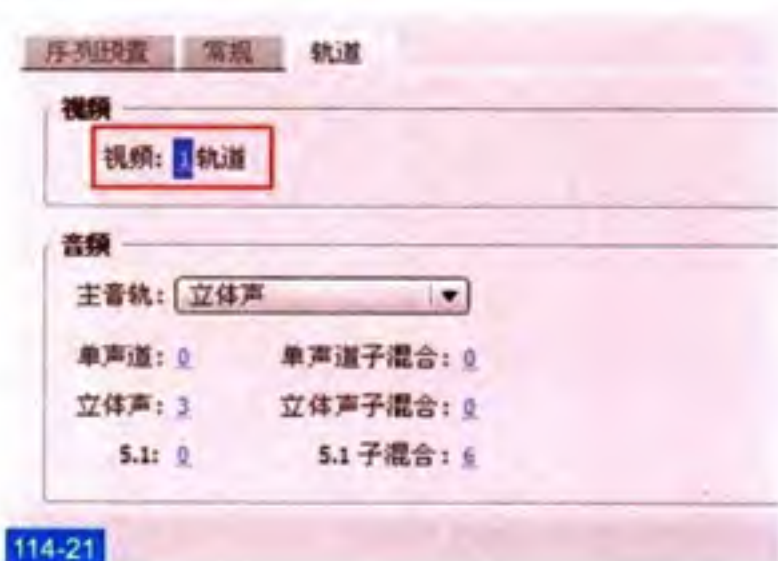 序列预置 常规 轨道
视频
视频: 1 轨道
音频
主音轨: 立体声
单声道: 0 单声道子混合: 0
立体声: 3 立体声子混合: 0
5.1: 0 5.1 子混合: 6
114-21